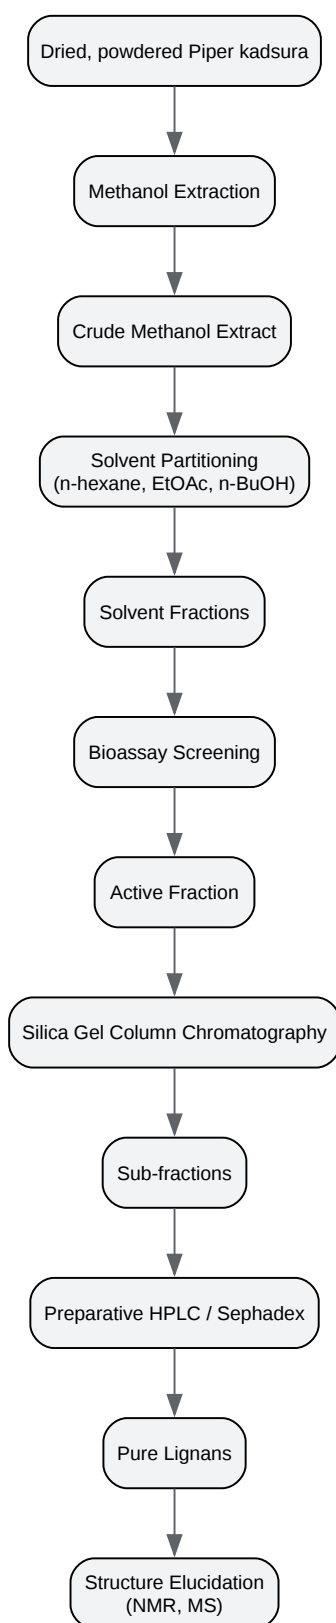 Dried, powdered Piper kadsura
Methanol Extraction
Crude Methanol Extract
Solvent Partitioning
(n-hexane, EtOAc, n-BuOH)
Solvent Fractions
Bioassay Screening
Active Fraction
Silica Gel Column Chromatography
Sub-fractions
Preparative HPLC / Sephadex
Pure Lignans
Structure Elucidation
(NMR, MS)